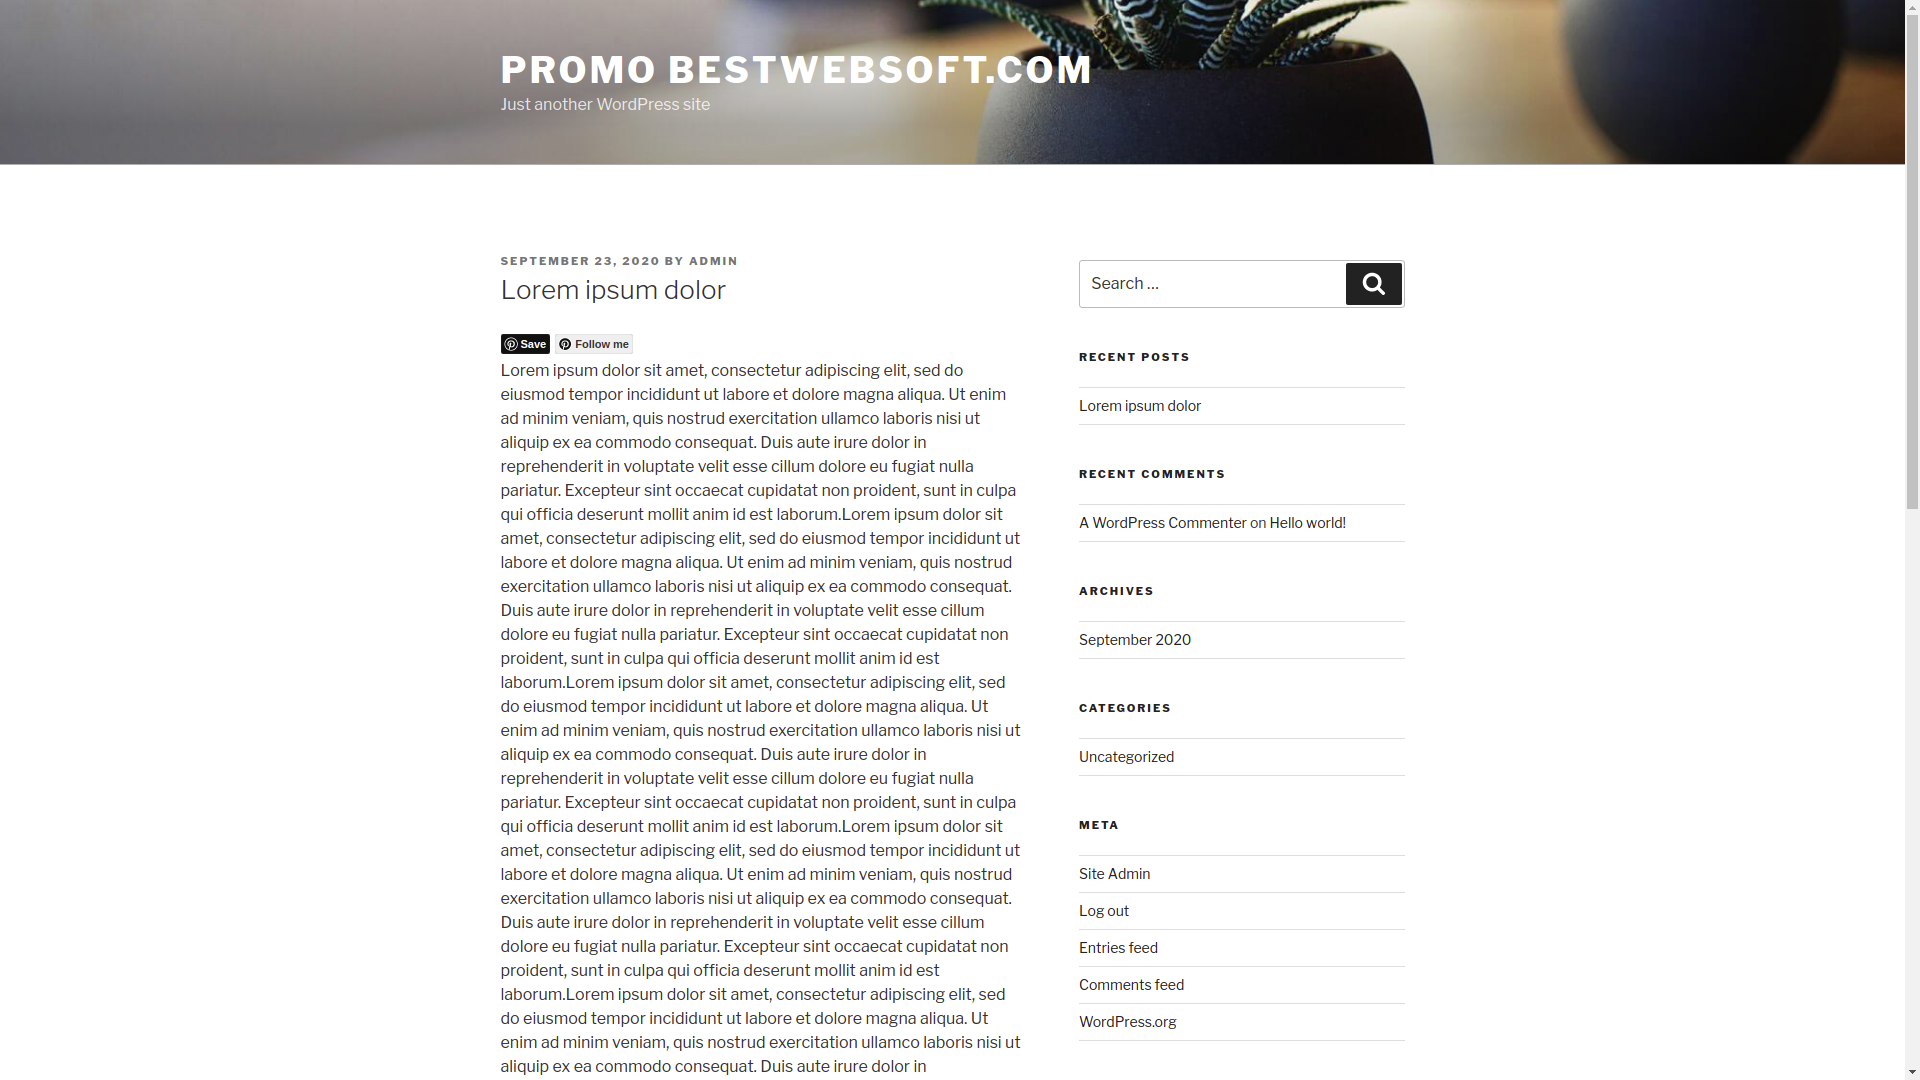 PROMO BESTWEBSOFT.COM
Just another WordPress site
SEPTEMBER 23, 2020 BY ADMIN
Lorem ipsum dolor
Save Follow me
Lorem ipsum dolor sit amet, consectetur adipiscing elit, sed do
eiusmod tempor incididunt ut labore et dolore magna aliqua. Ut enim
ad minim veniam, quis nostrud exercitation ullamco laboris nisi ut
aliquip ex ea commodo consequat. Duis aute irure dolor in
reprehenderit in voluptate velit esse cillum dolore eu fugiat nulla
pariatur. Excepteur sint occaecat cupidatat non proident, sunt in culpa
qui officia deserunt mollit anim id est laborum.Lorem ipsum dolor sit
amet, consectetur adipiscing elit, sed do eiusmod tempor incididunt ut
labore et dolore magna aliqua. Ut enim ad minim veniam, quis nostrud
exercitation ullamco laboris nisi ut aliquip ex ea commodo consequat.
Duis aute irure dolor in reprehenderit in voluptate velit esse cillum
dolore eu fugiat nulla pariatur. Excepteur sint occaecat cupidatat non
proident, sunt in culpa qui officia deserunt mollit anim id est
laborum.Lorem ipsum dolor sit amet, consectetur adipiscing elit, sed
do eiusmod tempor incididunt ut labore et dolore magna aliqua. Ut
enim ad minim veniam, quis nostrud exercitation ullamco laboris nisi ut
aliquip ex ea commodo consequat. Duis aute irure dolor in
reprehenderit in voluptate velit esse cillum dolore eu fugiat nulla
pariatur. Excepteur sint occaecat cupidatat non proident, sunt in culpa
qui officia deserunt mollit anim id est laborum.Lorem ipsum dolor sit
amet, consectetur adipiscing elit, sed do eiusmod tempor incididunt ut
labore et dolore magna aliqua. Ut enim ad minim veniam, quis nostrud
exercitation ullamco laboris nisi ut aliquip ex ea commodo consequat.
Duis aute irure dolor in reprehenderit in voluptate velit esse cillum
dolore eu fugiat nulla pariatur. Excepteur sint occaecat cupidatat non
proident, sunt in culpa qui officia deserunt mollit anim id est
laborum.Lorem ipsum dolor sit amet, consectetur adipiscing elit, sed
do eiusmod tempor incididunt ut labore et dolore magna aliqua. Ut
enim ad minim veniam, quis nostrud exercitation ullamco laboris nisi ut
aliquip ex ea commodo consequat. Duis aute irure dolor in
Search …
RECENT POSTS
Lorem ipsum dolor
RECENT COMMENTS
A WordPress Commenter on Hello world!
ARCHIVES
September 2020
CATEGORIES
Uncategorized
META
Site Admin
Log out
Entries feed
Comments feed
WordPress.org